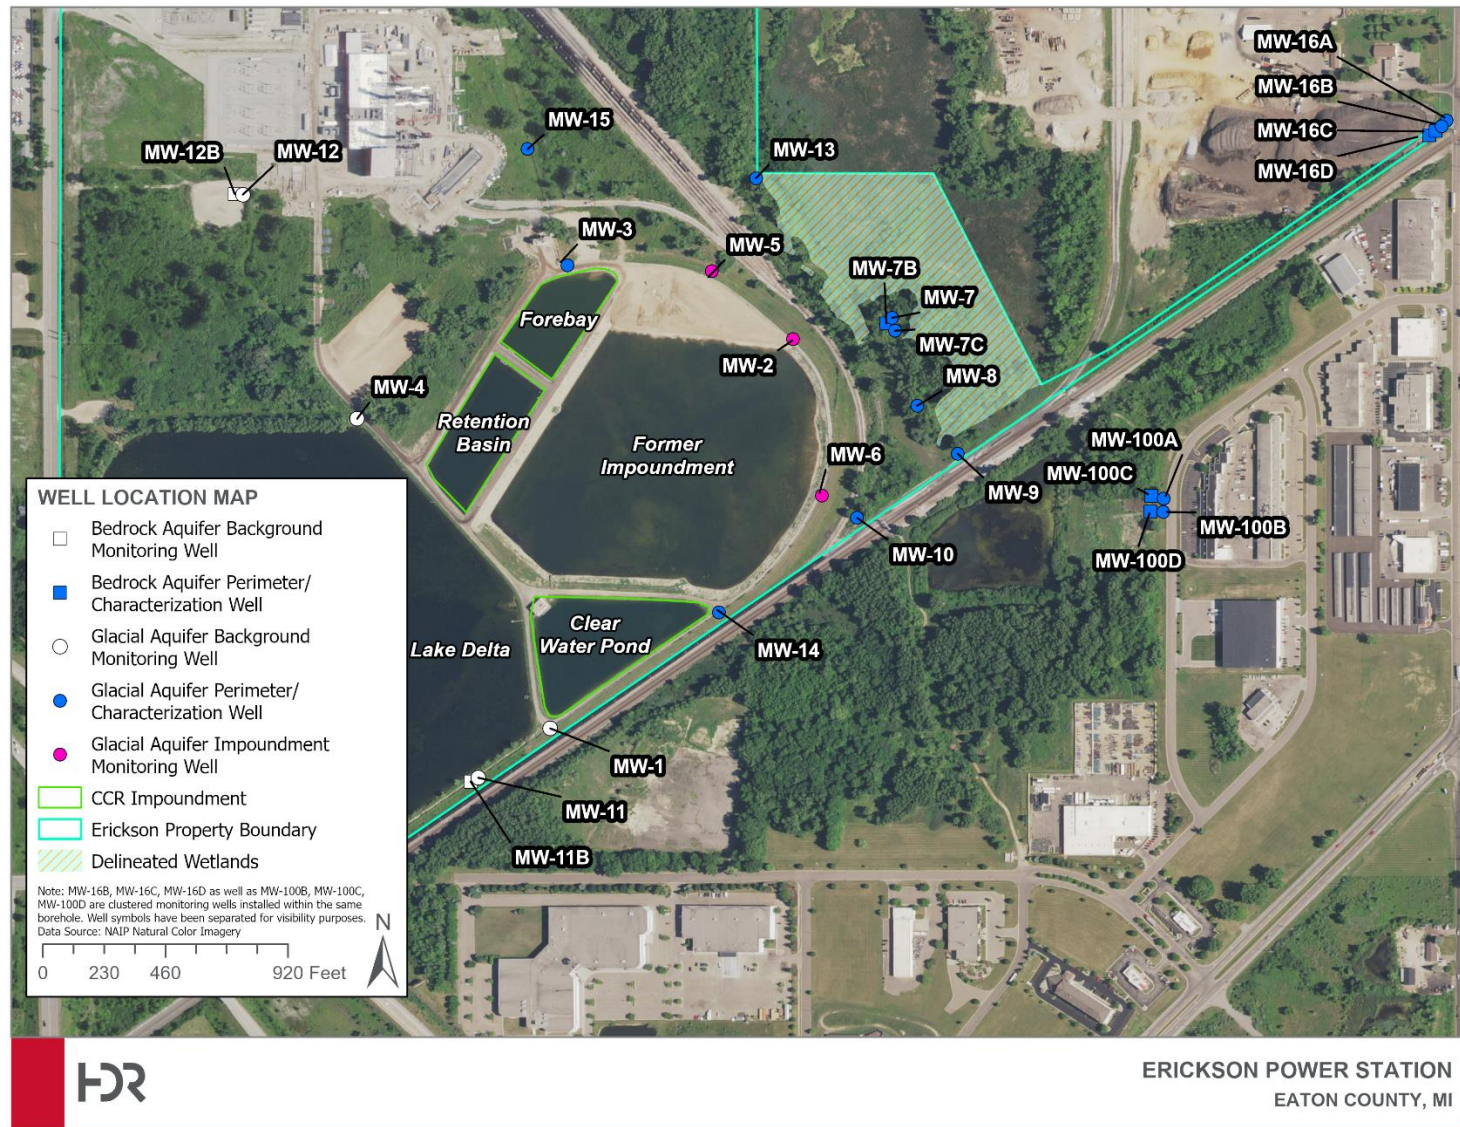 MW-16A
MW-16B
MW-16C
MW-16D
MW-15
MW-12B
MW-12
MW-13
MW-3
MW-5
MW-7B
MW-7
MW-7C
Forebay
MW-2
MW-8
MW-4
Retention
Basin
Former
Impoundment
MW-6
MW-100A
MW-100C
MW-9
MW-100B
MW-10
MW-100D
Clear
Water Pond
Lake Delta
MW-14
MW-1
MW-11
MW-11B
WELL LOCATION MAP
Bedrock Aquifer Background
Monitoring Well
Bedrock Aquifer Perimeter/
Characterization Well
Glacial Aquifer Background
Monitoring Well
Glacial Aquifer Perimeter/
Characterization Well
Glacial Aquifer Impoundment
Monitoring Well
CCR Impoundment
Erickson Property Boundary
Delineated Wetlands
Note: MW-16B, MW-16C, MW-16D as well as MW-100B, MW-100C,
MW-100D are clustered monitoring wells installed within the same
borehole. Well symbols have been separated for visibility purposes.
Data Source: NAIP Natural Color Imagery
N
0 230 460 920 Feet
HDR
ERICKSON POWER STATION
EATON COUNTY, MI